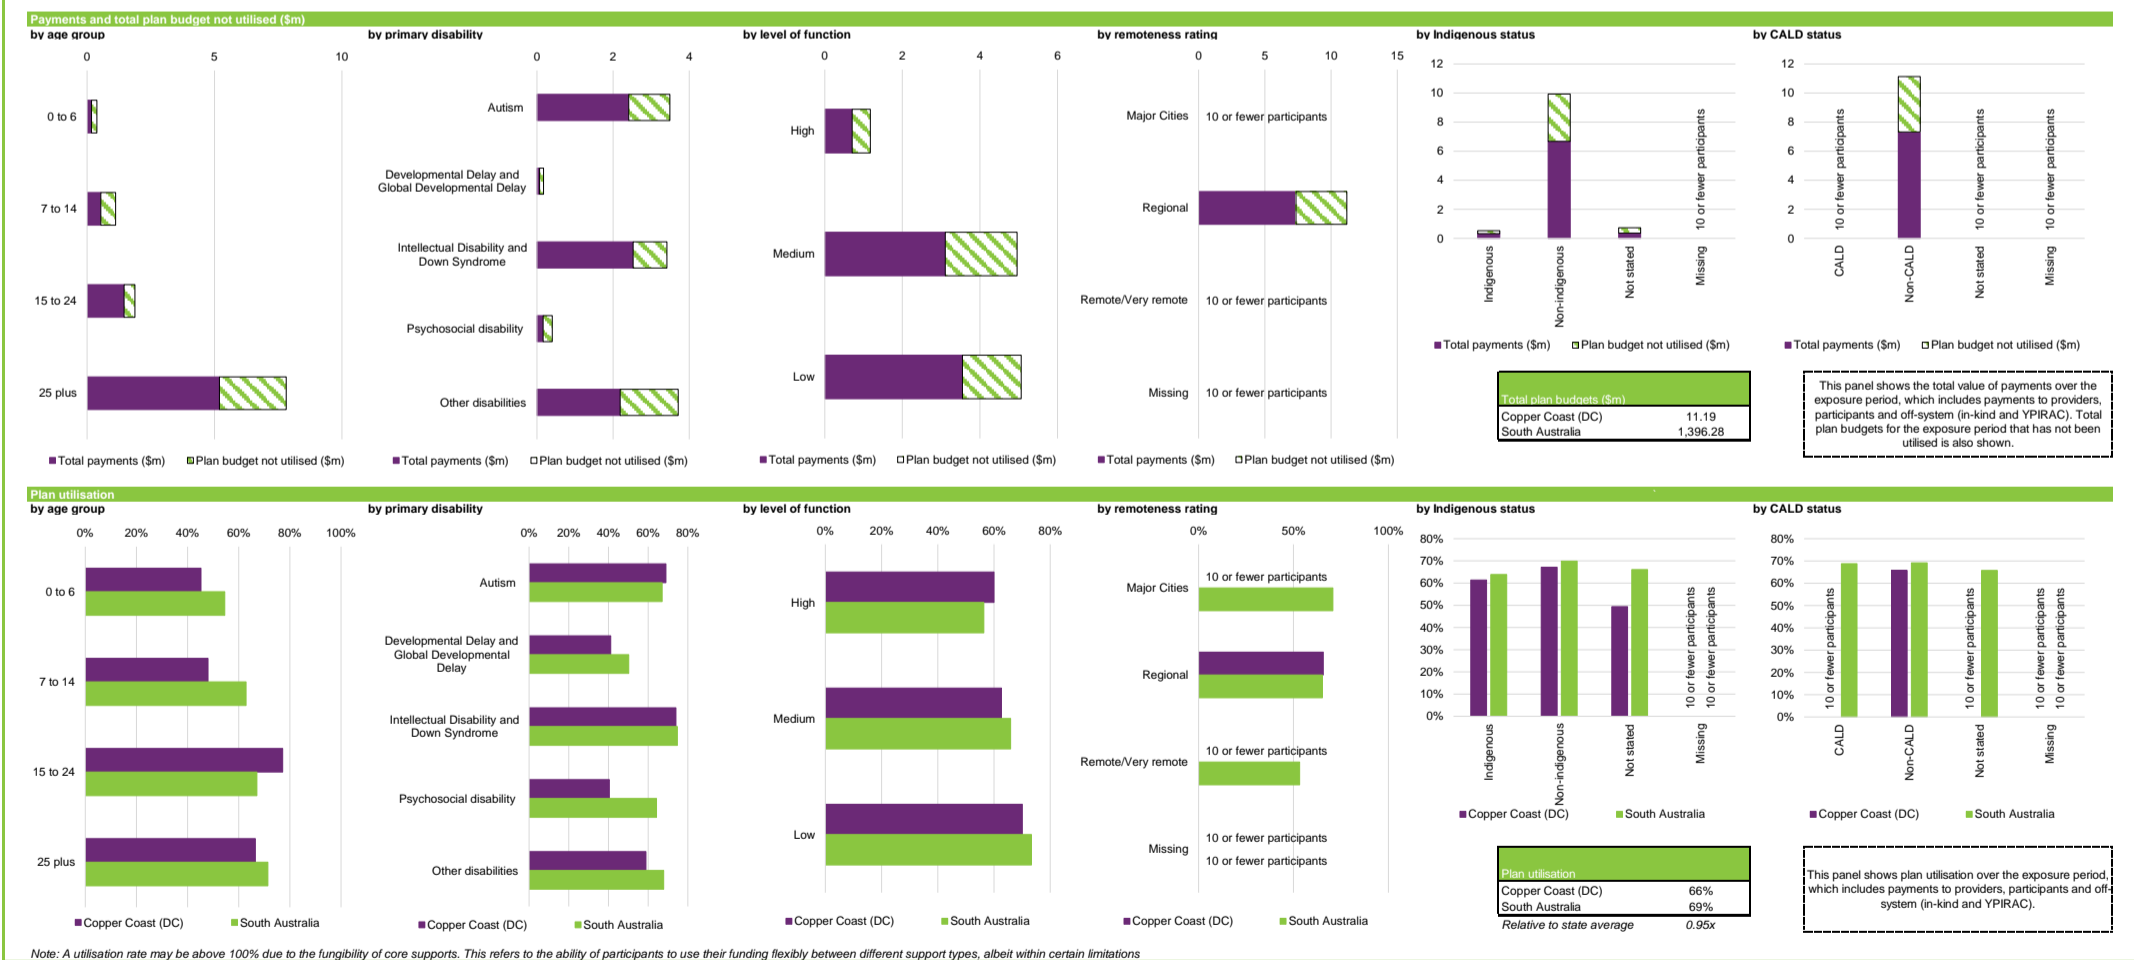 Payments and total plan budget not utilised ($m)
by age group
0 5 10
0 to 6
7 to 14
15 to 24
25 plus
Total payments ($m) Plan budget not utilised ($m)
by primary disability
0 2 4
Autism
Developmental Delay and
Global Developmental Delay
Intellectual Disability and
Down Syndrome
Psychosocial disability
Other disabilities
Total payments ($m) Plan budget not utilised ($m)
by level of function
0 2 4 6
High
Medium
Low
Total payments ($m) Plan budget not utilised ($m)
by remoteness rating
0 5 10 15
Major Cities 10 or fewer participants
Regional
Remote/Very remote 10 or fewer participants
Missing 10 or fewer participants
Total payments ($m) Plan budget not utilised ($m)
by Indigenous status
12
10
8
6
4
2
0
10 or fewer participants
Indigenous
Non-indigenous
Not stated
Missing
Total payments ($m) Plan budget not utilised ($m)
by CALD status
12
10
8
6
4
2
0
10 or fewer participants
10 or fewer participants
10 or fewer participants
CALD
Non-CALD
Not stated
Missing
Total payments ($m) Plan budget not utilised ($m)
Total plan budgets ($m)
Copper Coast (DC) 11.19
South Australia 1,396.28
This panel shows the total value of payments over the
exposure period, which includes payments to providers,
participants and off-system (in-kind and YPIRAC). Total
plan budgets for the exposure period that has not been
utilised is also shown.
Plan utilisation
by age group
0% 20% 40% 60% 80% 100%
0 to 6
7 to 14
15 to 24
25 plus
Copper Coast (DC) South Australia
by primary disability
0% 20% 40% 60% 80%
Autism
Developmental Delay and
Global Developmental
Delay
Intellectual Disability and
Down Syndrome
Psychosocial disability
Other disabilities
Copper Coast (DC) South Australia
by level of function
0% 20% 40% 60% 80%
High
Medium
Low
Copper Coast (DC) South Australia
by remoteness rating
0% 50% 100%
Major Cities 10 or fewer participants
Regional
Remote/Very remote 10 or fewer participants
Missing 10 or fewer participants
10 or fewer participants
Copper Coast (DC) South Australia
by Indigenous status
80%
70%
60%
50%
40%
30%
20%
10%
0%
10 or fewer participants
10 or fewer participants
Indigenous
Non-indigenous
Not stated
Missing
Copper Coast (DC) South Australia
by CALD status
80%
70%
60%
50%
40%
30%
20%
10%
0%
10 or fewer participants
10 or fewer participants
10 or fewer participants
10 or fewer participants
CALD
Non-CALD
Not stated
Missing
Copper Coast (DC) South Australia
Plan utilisation
Copper Coast (DC) 66%
South Australia 69%
Relative to state average 0.95x
This panel shows plan utilisation over the exposure period,
which includes payments to providers, participants and off-
system (in-kind and YPIRAC).
Note: A utilisation rate may be above 100% due to the fungibility of core supports. This refers to the ability of participants to use their funding flexibly between different support types, albeit within certain limitations